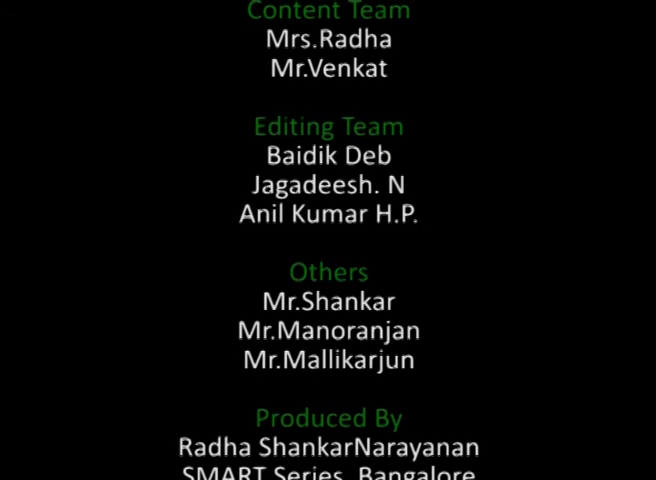 Content Team
Mrs.Radha
Mr.Venkat
Editing Team
Baidik Deb
Jagadeesh. N
Anil Kumar H.P.
Others
Mr.Shankar
Mr.Manoranjan
Mr.Mallikarjun
Produced By
Radha ShankarNarayanan
SMART Series, Bangalore